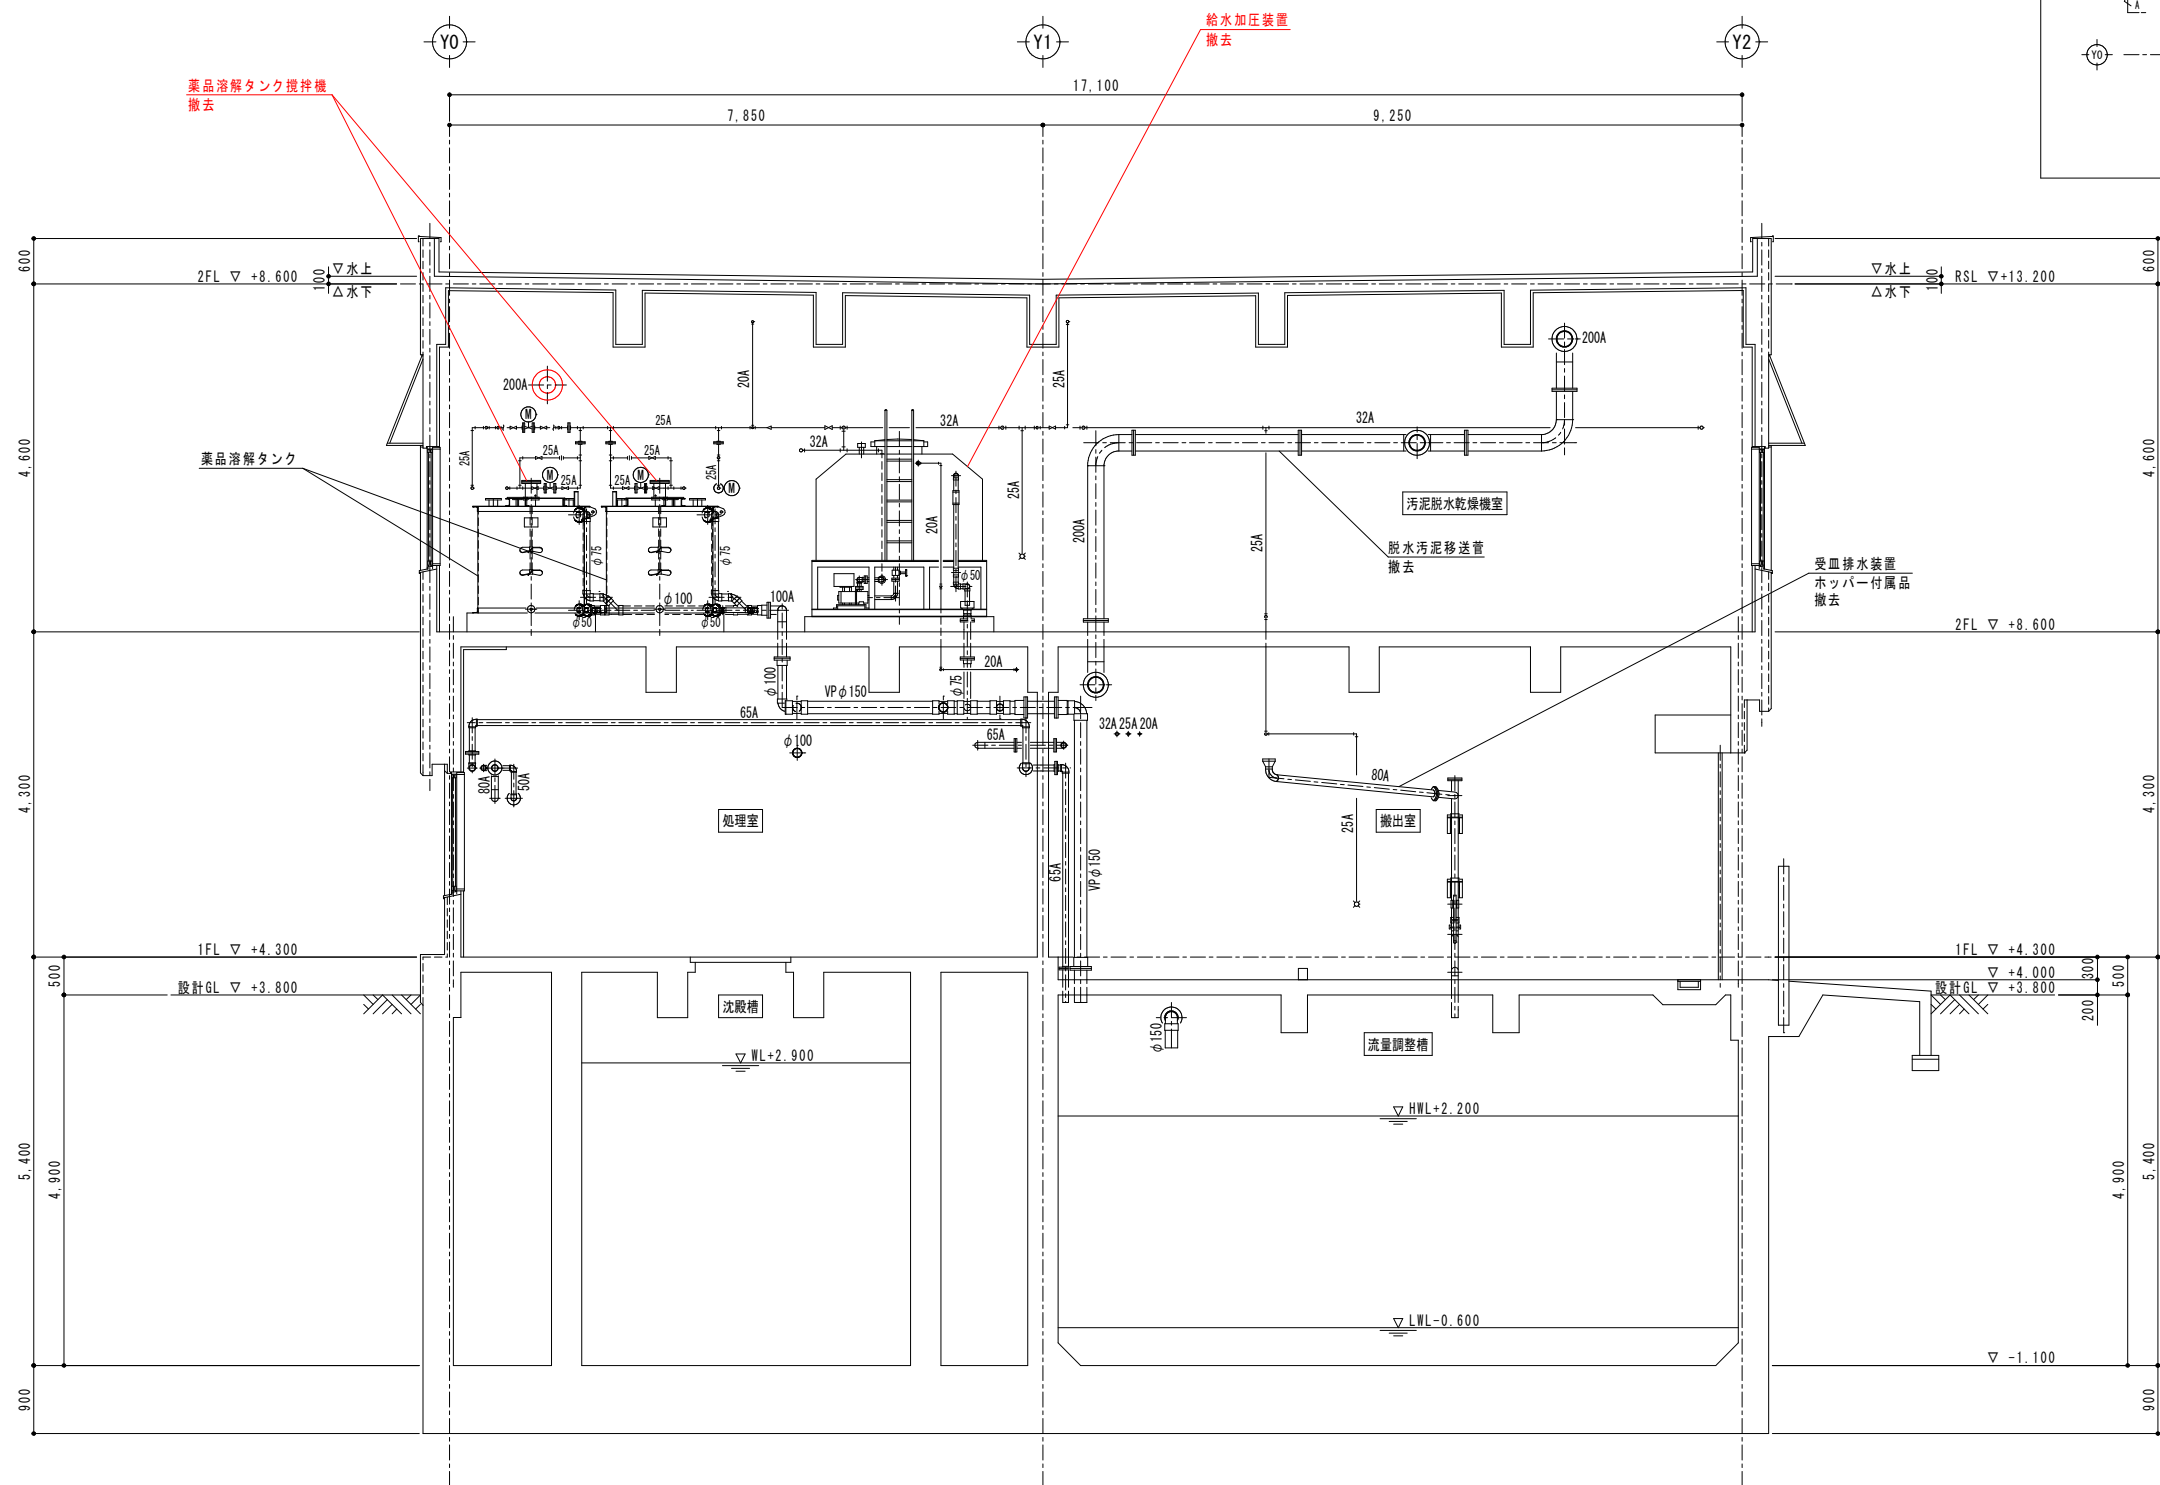 Y0
Y1
Y2
A
Y0
給水加圧装置
撤去
薬品溶解タンク撹拌機
撤去
17,100
7,850
9,250
600
2FL ▽ +8.600
100
▽水上
△水下
▽水上
△水下
100
RSL ▽+13.200
600
200A
20A
25A
200A
M
25A
32A
32A
32A
4,600
薬品溶解タンク
25A
25A
25A
25A
M
25A
25A
M
25A
M
20A
25A
200A
25A
汚泥脱水乾燥機室
脱水汚泥移送管
撤去
4,600
受皿排水装置
ホッパー付属品
撤去
φ75
φ75
φ50
φ100
100A
φ50
φ50
2FL ▽ +8.600
20A
φ100
φ75
VPφ150
65A
65A
32A 25A 20A
φ100
80A
50A
80A
4,300
処理室
搬出室
25A
65A
VPφ150
4,300
1FL ▽ +4.300
500
設計GL ▽ +3.800
1FL ▽ +4.300
▽ +4.000
300
500
設計GL ▽ +3.800
200
沈殿槽
φ150
流量調整槽
▽ WL+2.900
▽ HWL+2.200
5,400
4,900
4,900
5,400
▽ LWL-0.600
▽ -1.100
900
900